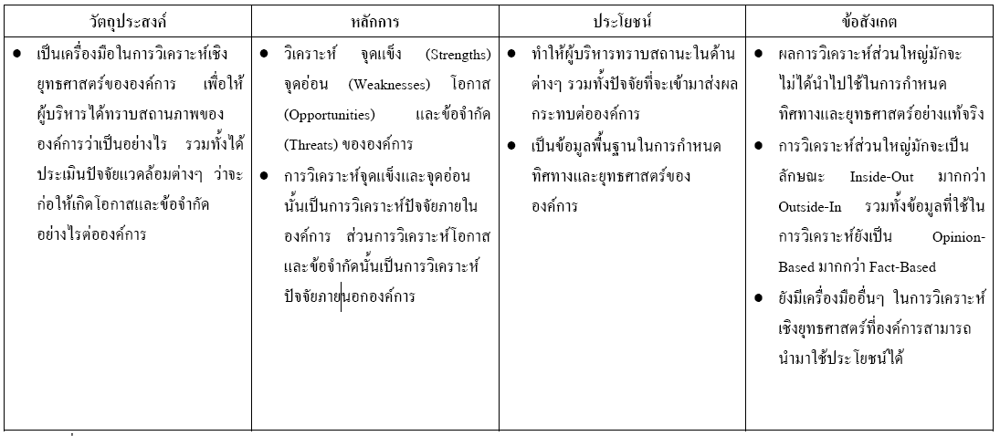 วัตถุประสงค์
หลักการ
ประโยชน์
ข้อสังเกต
● เป็นเครื่องมือในการวิเคราะห์เชิง
ยุทธศาสตร์ขององค์การ เพื่อให้
ผู้บริหารได้ทราบสถานภาพของ
องค์การว่าเป็นอย่างไร รวมทั้งได้
ประเมินปัจจัยแวดล้อมต่างๆ ว่าจะ
ก่อให้เกิดโอกาสและข้อจำกัด
อย่างไรต่อองค์การ
● วิเคราะห์ จุดแข็ง (Strengths)
จุดอ่อน (Weaknesses) โอกาส
(Opportunities) และข้อจำกัด
(Threats) ขององค์การ
● การวิเคราะห์จุดแข็งและจุดอ่อน
นั้นเป็นการวิเคราะห์ปัจจัยภายใน
องค์การ ส่วนการวิเคราะห์โอกาส
และข้อจำกัดนั้นเป็นการวิเคราะห์
ปัจจัยภายนอกองค์การ
● ทำให้ผู้บริหารทราบสถานะในด้าน
ต่างๆ รวมทั้งปัจจัยที่จะเข้ามาส่งผล
กระทบต่อองค์การ
● เป็นข้อมูลพื้นฐานในการกำหนด
ทิศทางและยุทธศาสตร์ของ
องค์การ
● ผลการวิเคราะห์ส่วนใหญ่มักจะ
ไม่ได้นำไปใช้ในการกำหนด
ทิศทางและยุทธศาสตร์อย่างแท้จริง
● การวิเคราะห์ส่วนใหญ่มักจะเป็น
ลักษณะ Inside-Out มากกว่า
Outside-In รวมทั้งข้อมูลที่ใช้ใน
การวิเคราะห์ยังเป็น Opinion-
Based มากกว่า Fact-Based
● ยังมีเครื่องมืออื่นๆ ในการวิเคราะห์
เชิงยุทธศาสตร์ที่องค์การสามารถ
นำมาใช้ประโยชน์ได้